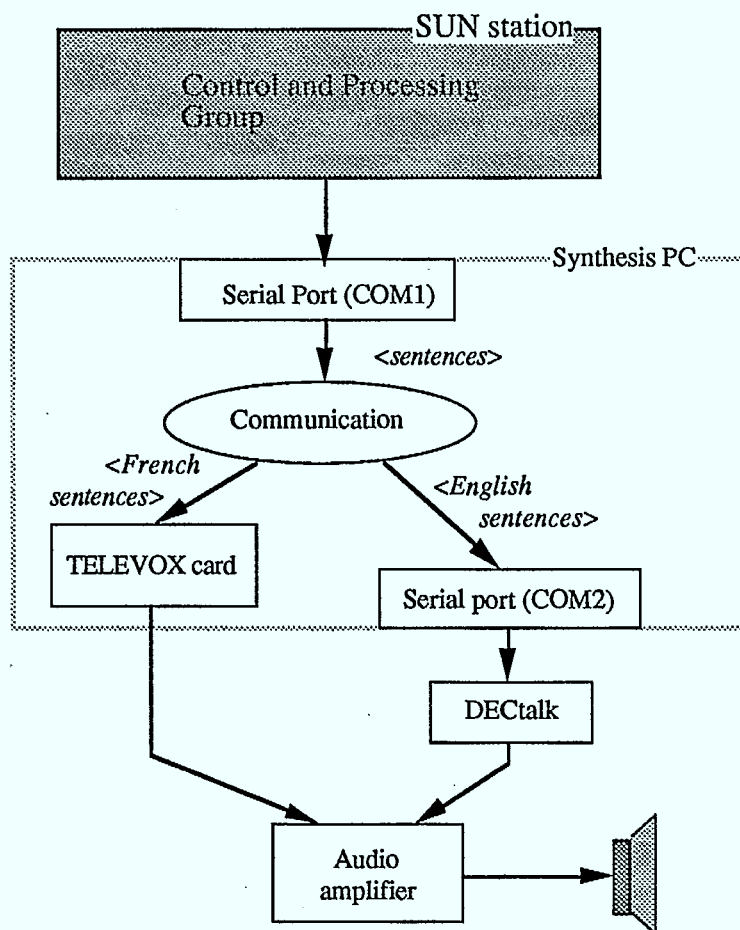 SUN station
Control and Processing
Group
Synthesis PC
Serial Port (COM1)
<sentences>
Communication
<French
sentences>
<English
sentences>
TELEVOX card
Serial port (COM2)
DECtalk
Audio
amplifier